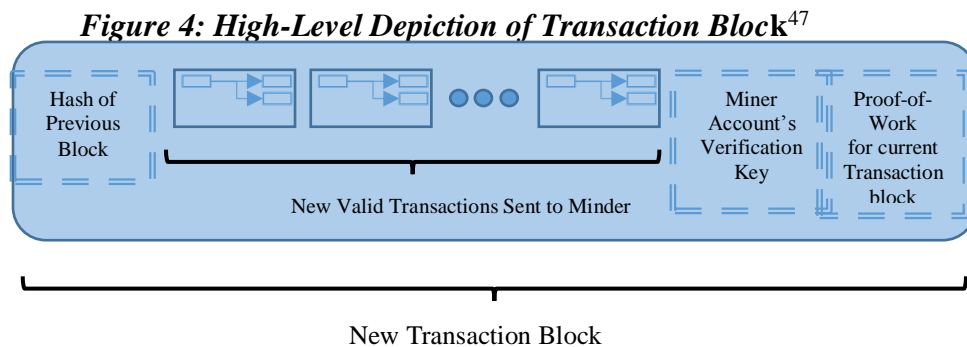 Figure 4: High-Level Depiction of Transaction Block47
Hash of
Previous
Block
New Valid Transactions Sent to Minder
Miner
Account's
Verification
Key
Proof-of-
Work
for current
Transaction
block
New Transaction Block